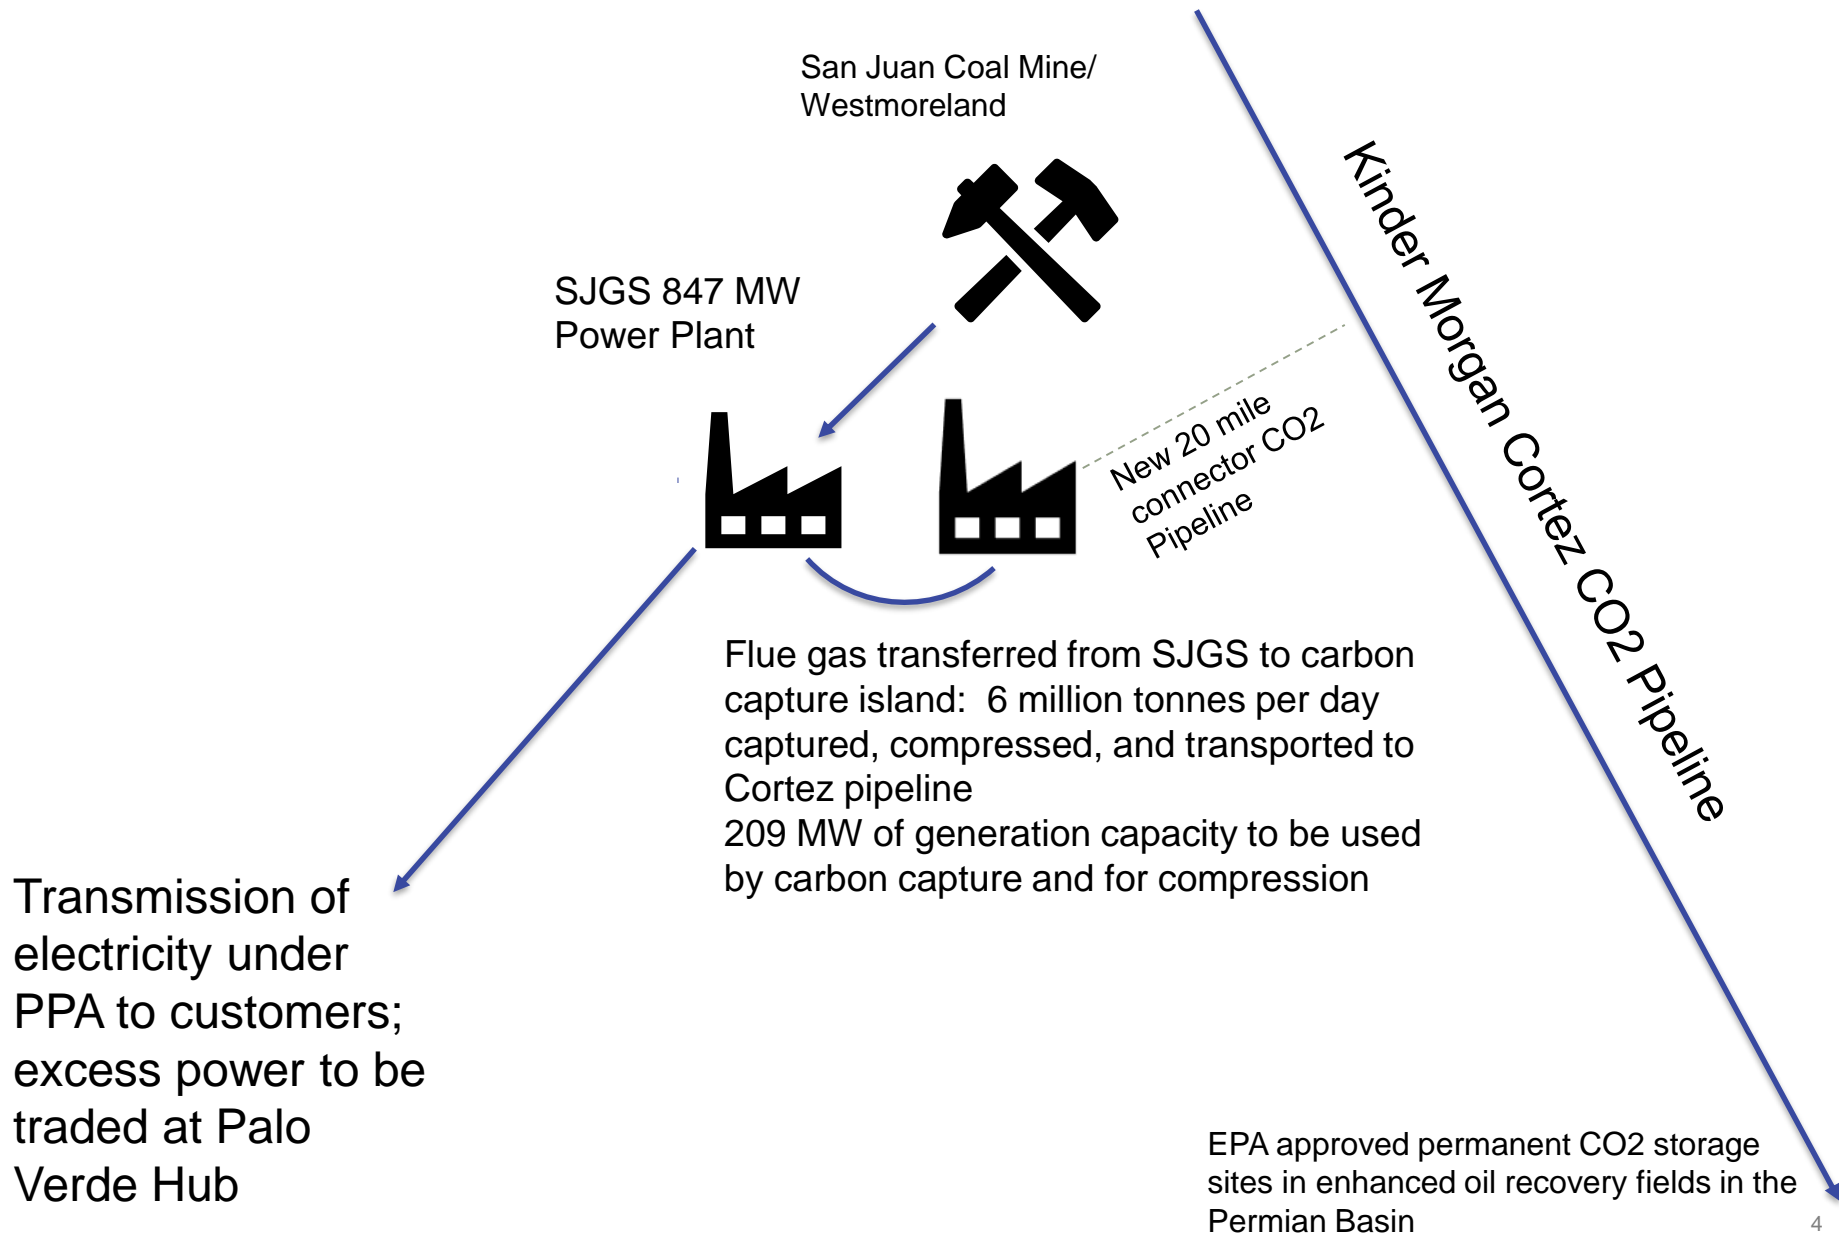 San Juan Coal Mine/
Westmoreland
SJGS 847 MW
Power Plant
Kinder Morgan Cortez CO2 Pipeline
New 20 mile
connector CO2
Pipeline
Flue gas transferred from SJGS to carbon
capture island:  6 million tonnes per day
captured, compressed, and transported to
Cortez pipeline
209 MW of generation capacity to be used
by carbon capture and for compression
Transmission of
electricity under
PPA to customers;
excess power to be
traded at Palo
Verde Hub
EPA approved permanent CO2 storage
sites in enhanced oil recovery fields in the
Permian Basin
4